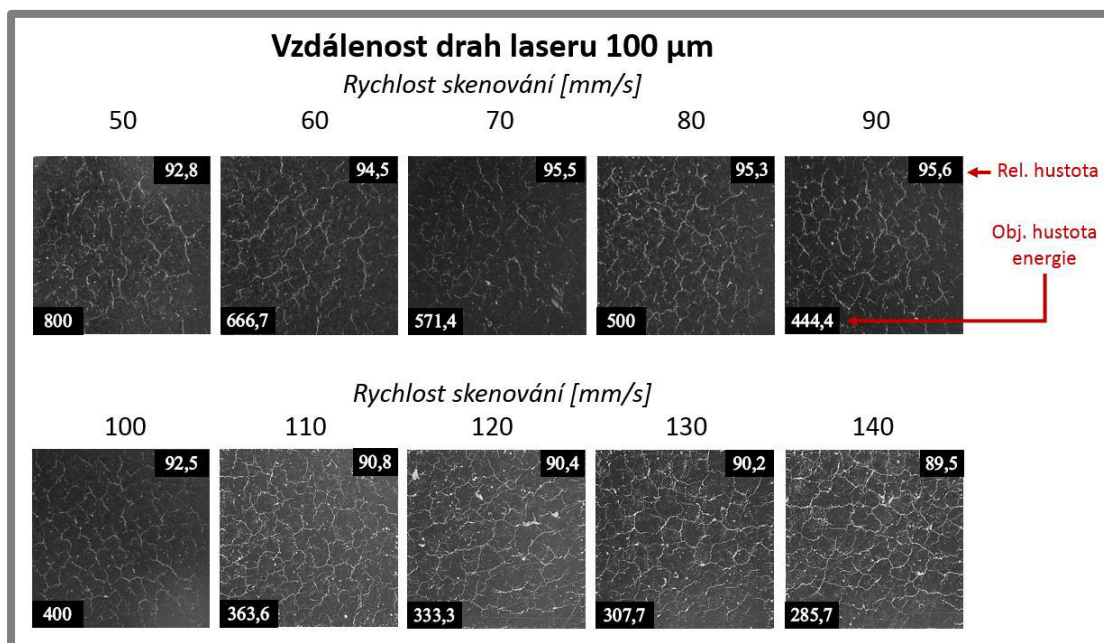 Vzdálenost drah laseru 100 µm
Rychlost skenování [mm/s]
50 60 70 80 90
92,8 94,5 95,5 95,3 95,6 Rel. hustota
Obj. hustota
energie
800 666,7 571,4 500 444,4
Rychlost skenování [mm/s]
100 110 120 130 140
92,5 90,8 90,4 90,2 89,5
400 363,6 333,3 307,7 285,7